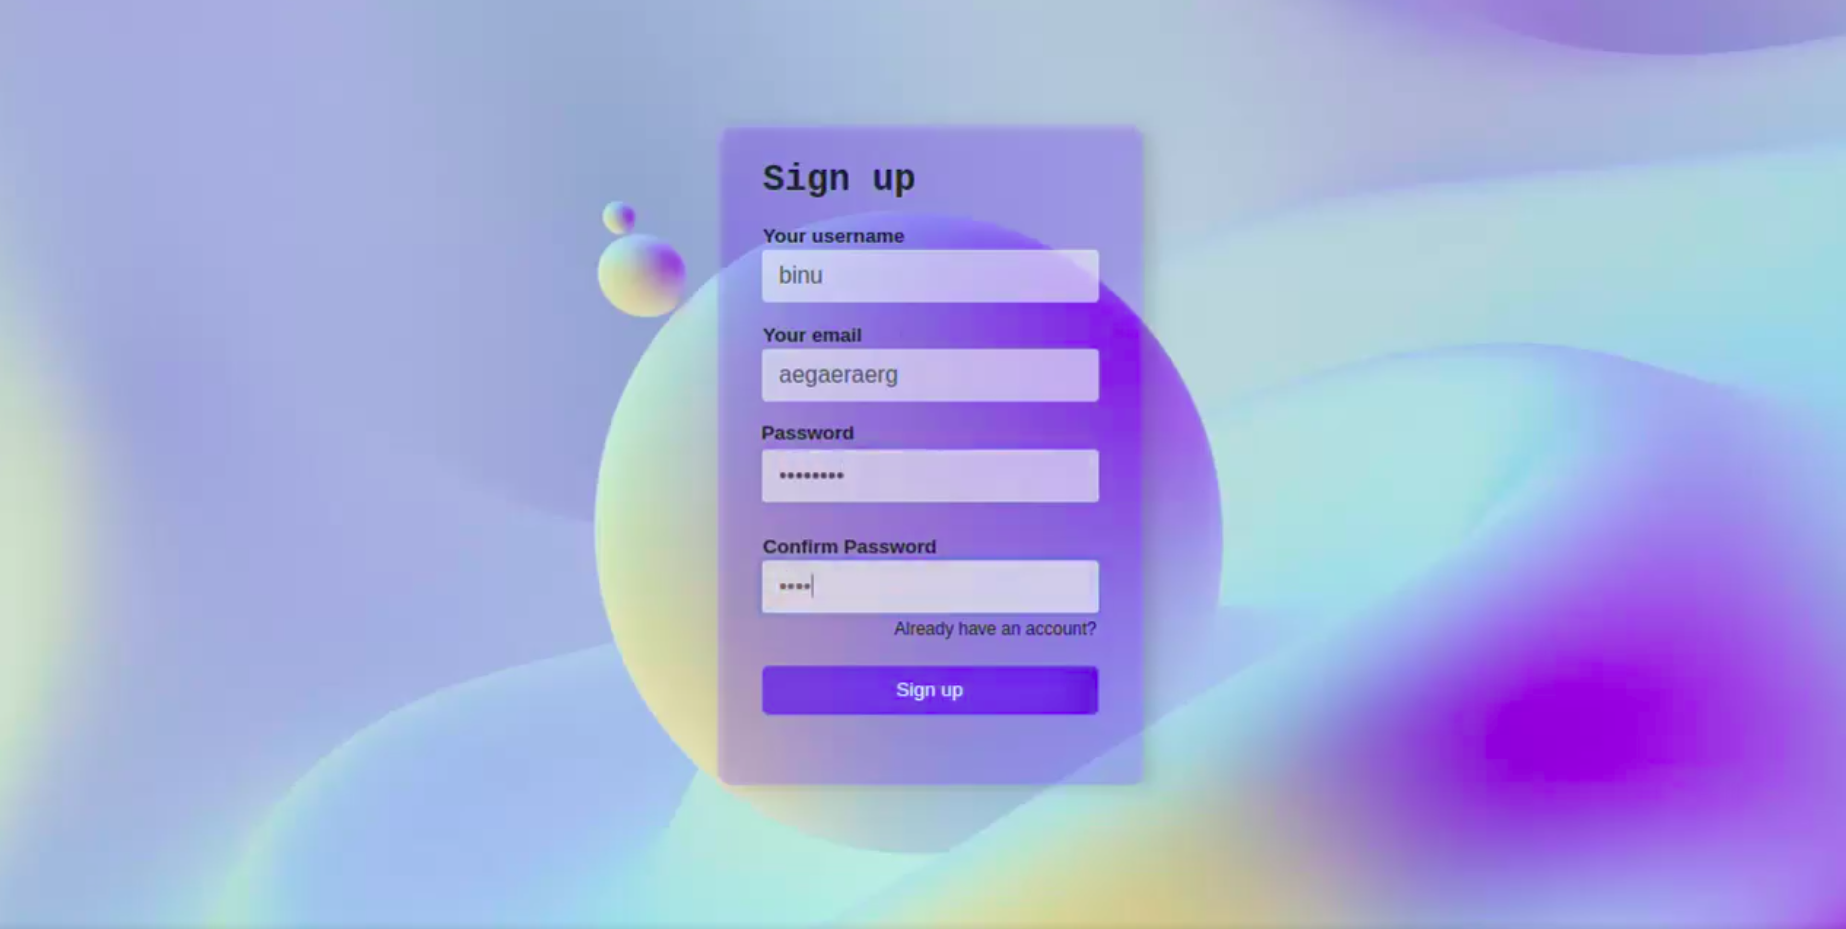 Sign up
Your username
binu
Your email
aegaeraerg
Password
••••••••
Confirm Password
••••
Already have an account?
Sign up